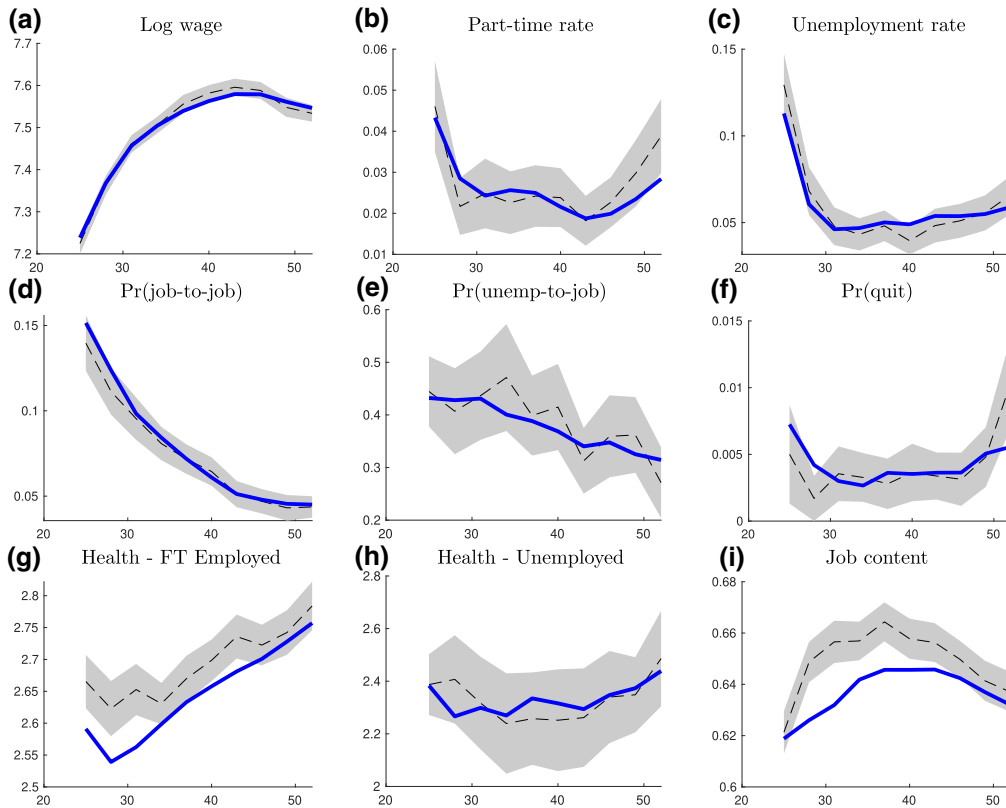 (a) Log wage
7.7
7.6
7.5
7.4
7.3
7.2
20 30 40 50
(b) Part-time rate
0.06
0.05
0.04
0.03
0.02
0.01
20 30 40 50
(c) Unemployment rate
0.15
0.1
0.05
20 30 40 50
(d) Pr(job-to-job)
0.15
0.1
0.05
20 30 40 50
(e) Pr(unemp-to-job)
0.6
0.5
0.4
0.3
0.2
20 30 40 50
(f) Pr(quit)
0.015
0.01
0.005
0
20 30 40 50
(g) Health - FT Employed
2.8
2.7
2.6
2.5
20 30 40 50
(h) Health - Unemployed
2.8
2.6
2.4
2.2
2
20 30 40 50
(i) Job content
0.68
0.66
0.64
0.62
0.6
20 30 40 50